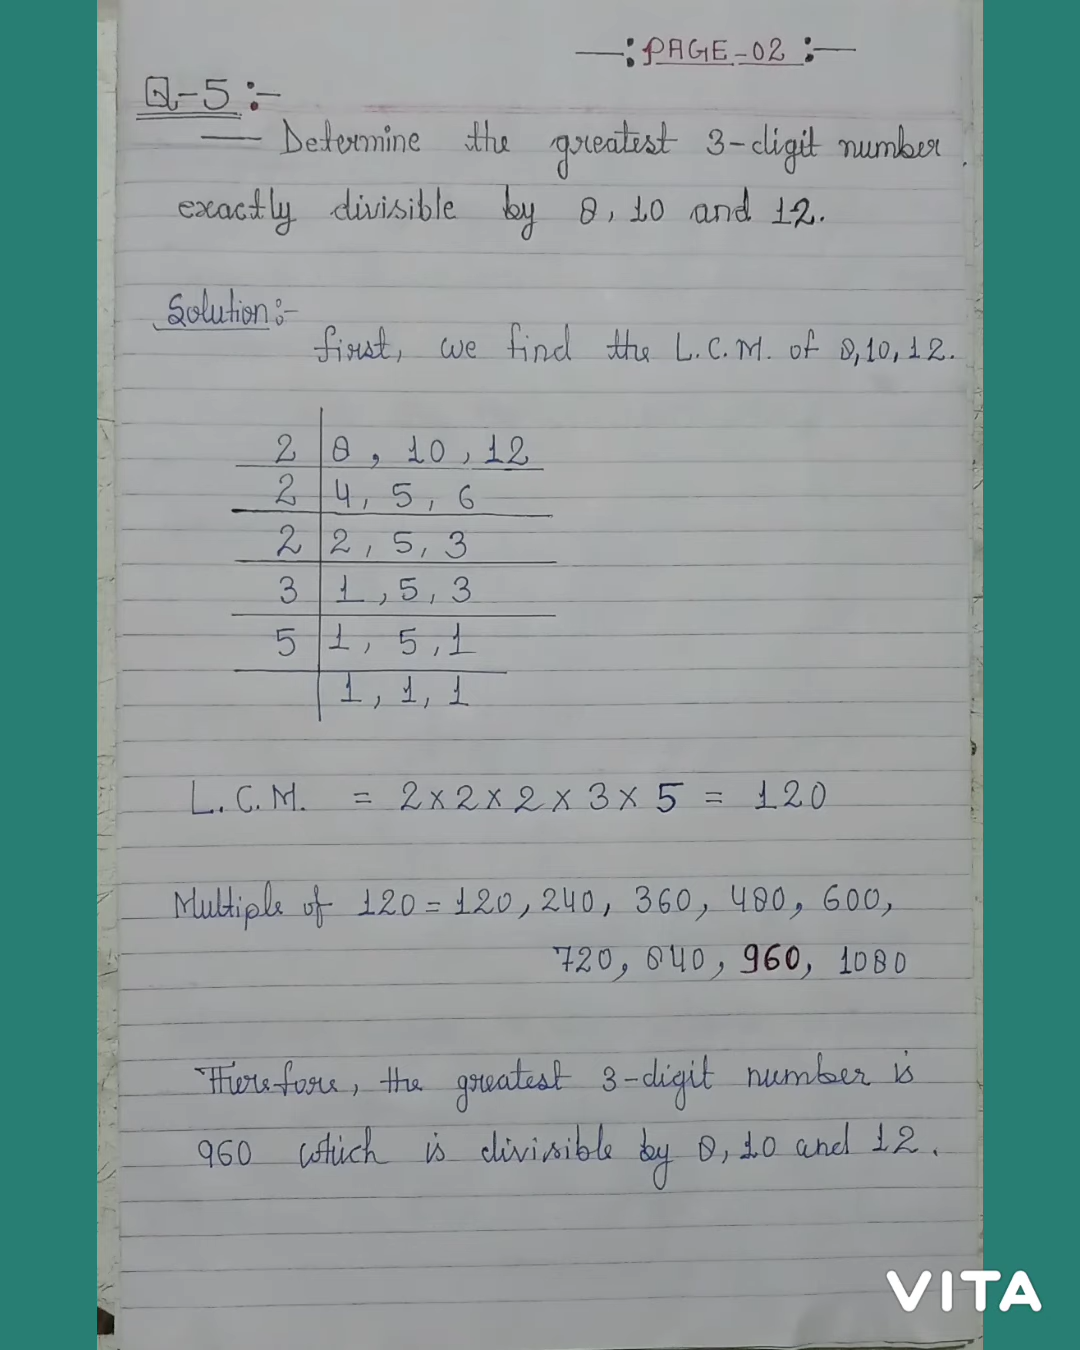 —: PAGE-02 :—
Q-5 :-
— Determine the greatest 3-digit number
exactly divisible by 8, 10 and 12.
Solution :-
first, we find the L.C.M. of 8,10,12.
2 | 8, 10, 12
2 | 4, 5, 6
2 | 2, 5, 3
3 | 1, 5, 3
5 | 1, 5, 1
| 1, 1, 1
L.C.M. = 2×2×2×3×5 = 120
Multiple of 120 = 120, 240, 360, 480, 600,
720, 840, 960, 1080
Therefore, the greatest 3-digit number is
960 which is divisible by 8, 10 and 12.
VITA